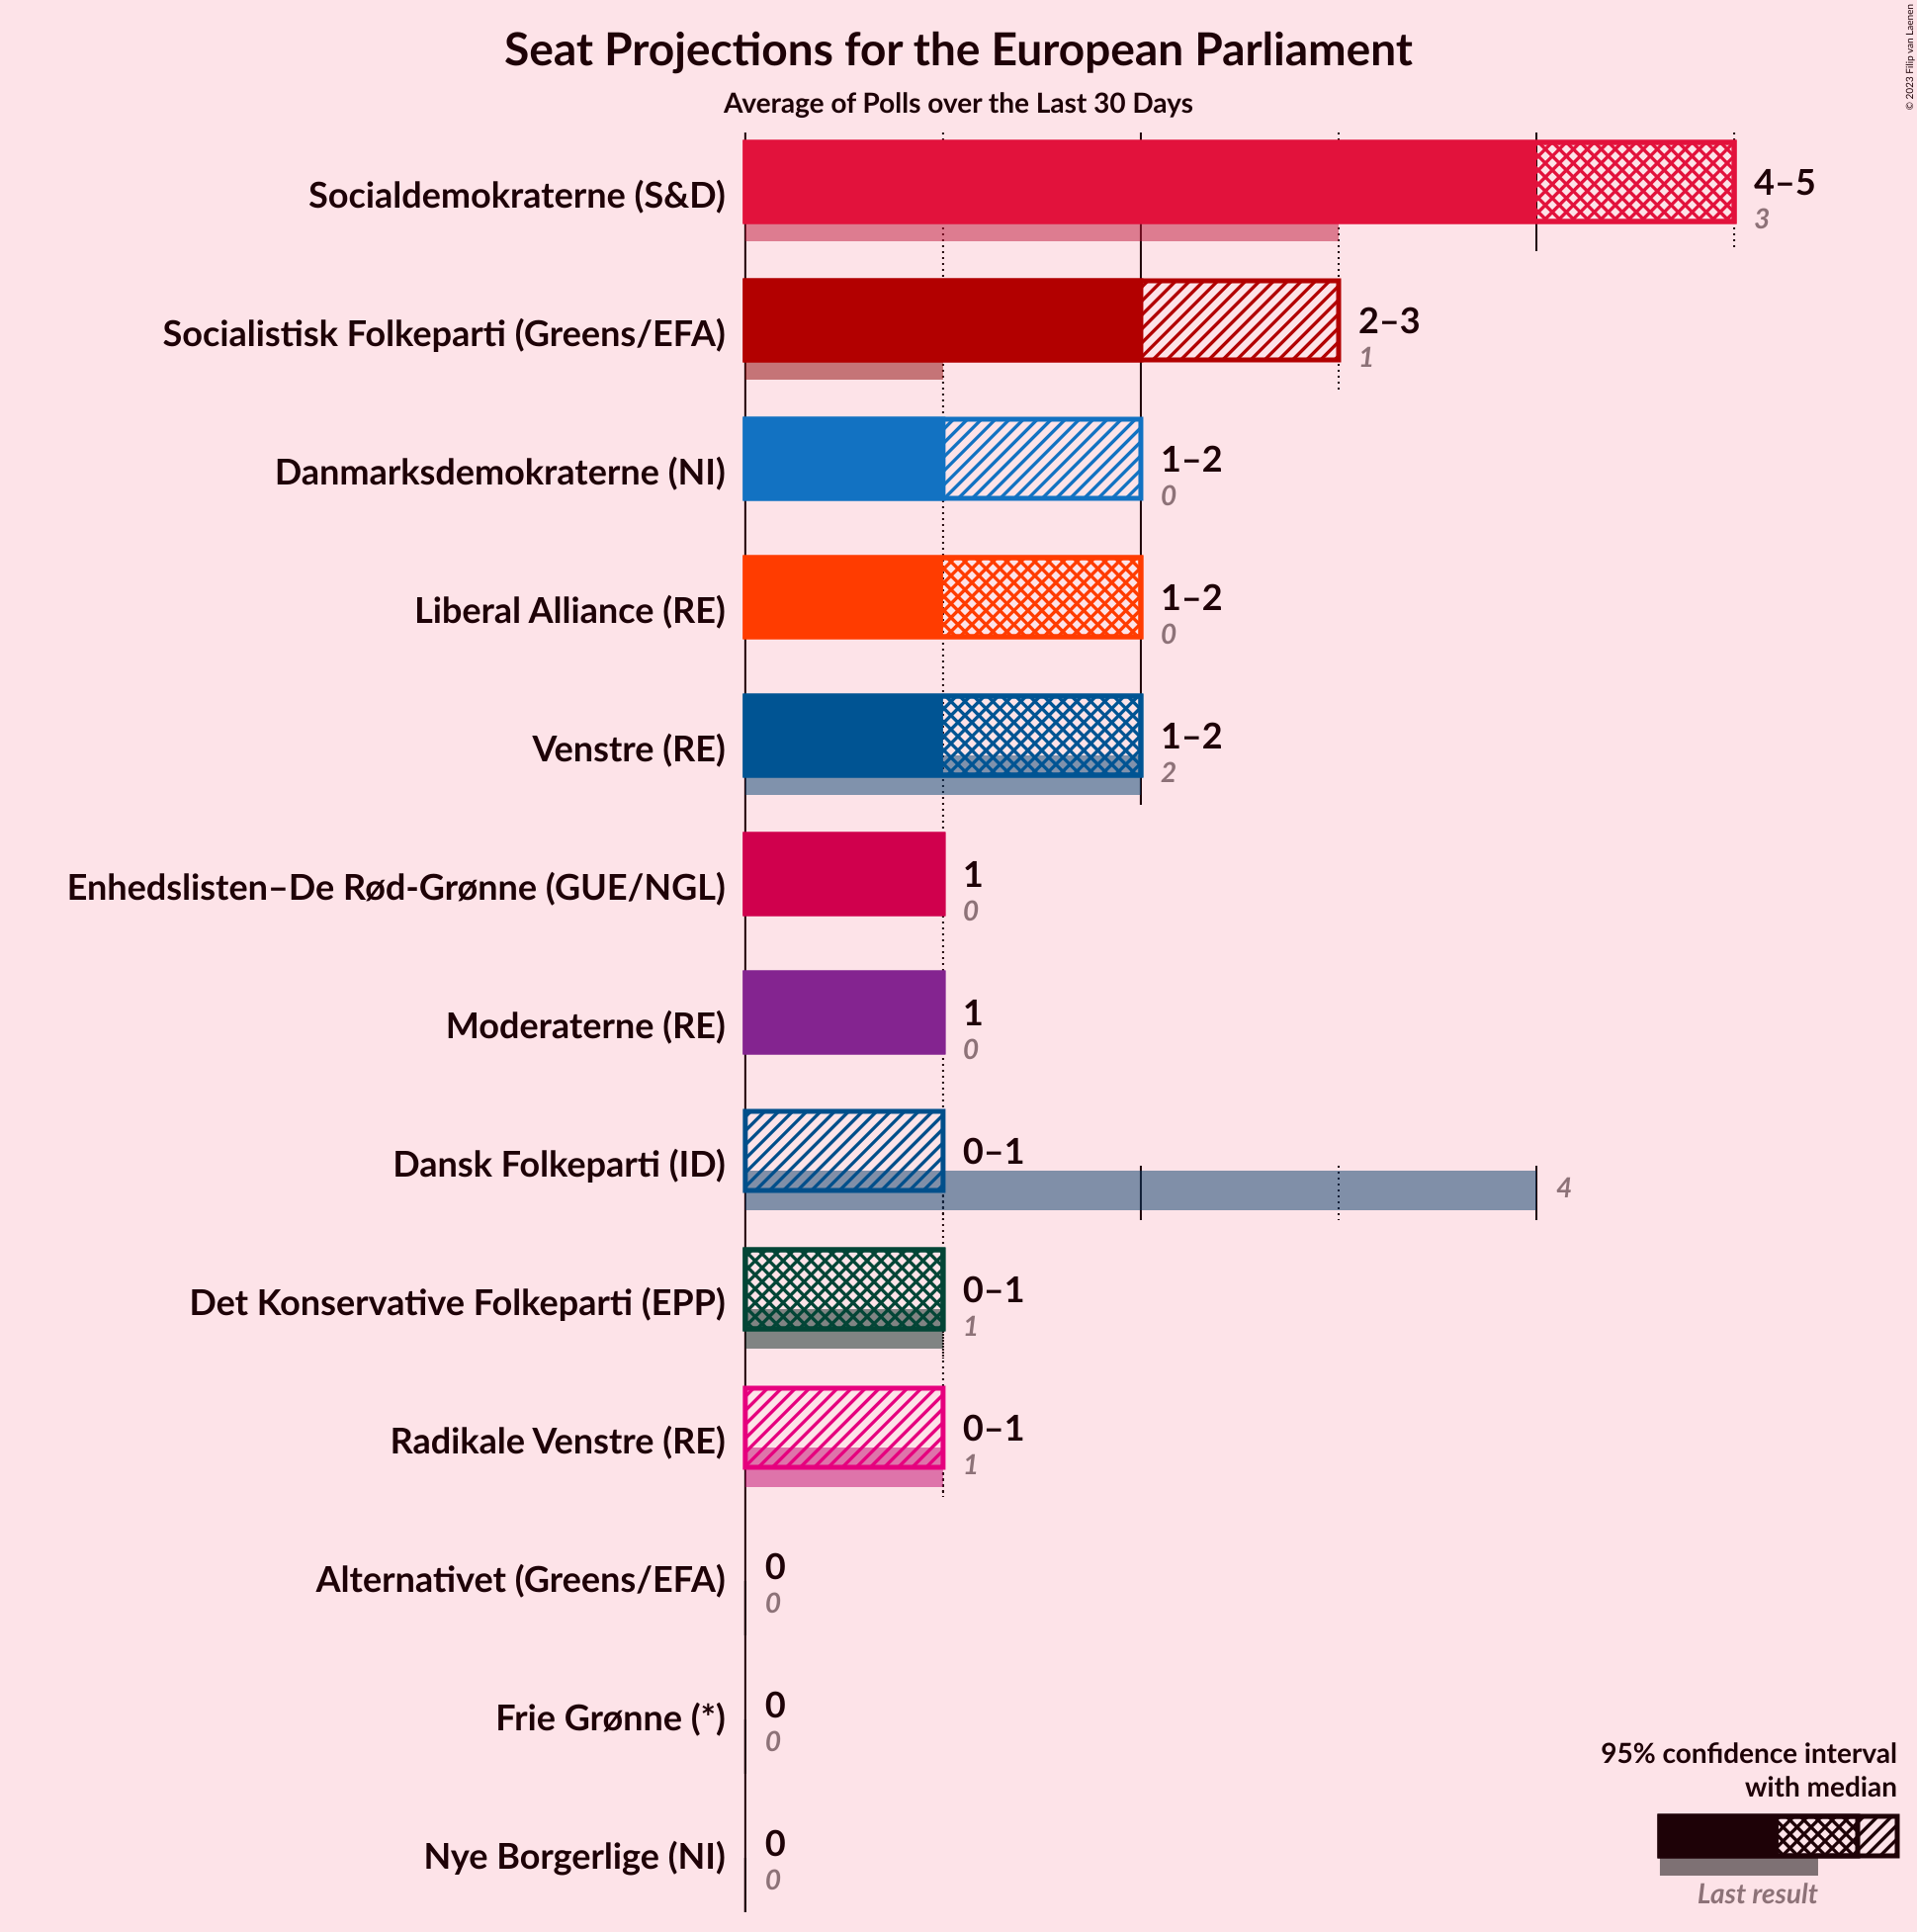 Seat Projections for the European Parliament
Average of Polls over the Last 30 Days
© 2023 Filip van Laenen
Socialdemokraterne (S&D)
4–5
3
Socialistisk Folkeparti (Greens/EFA)
2–3
1
Danmarksdemokraterne (NI)
1–2
0
Liberal Alliance (RE)
1–2
0
Venstre (RE)
1–2
2
Enhedslisten–De Rød-Grønne (GUE/NGL)
1
0
Moderaterne (RE)
1
0
Dansk Folkeparti (ID)
0–1
4
Det Konservative Folkeparti (EPP)
0–1
1
Radikale Venstre (RE)
0–1
1
Alternativet (Greens/EFA)
0
0
Frie Grønne (*)
0
0
Nye Borgerlige (NI)
0
0
95% confidence interval
with median
Last result